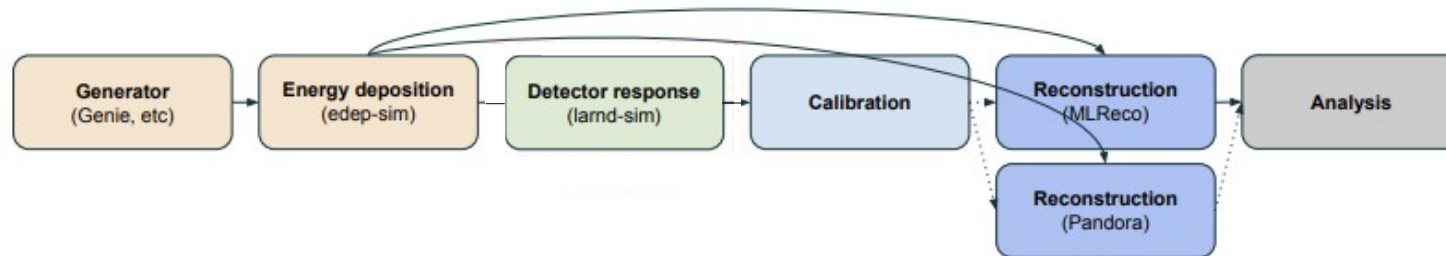 Generator
(Genie, etc)
Energy deposition
(edep-sim)
Detector response
(larnd-sim)
Calibration
Reconstruction
(MLReco)
Analysis
Reconstruction
(Pandora)